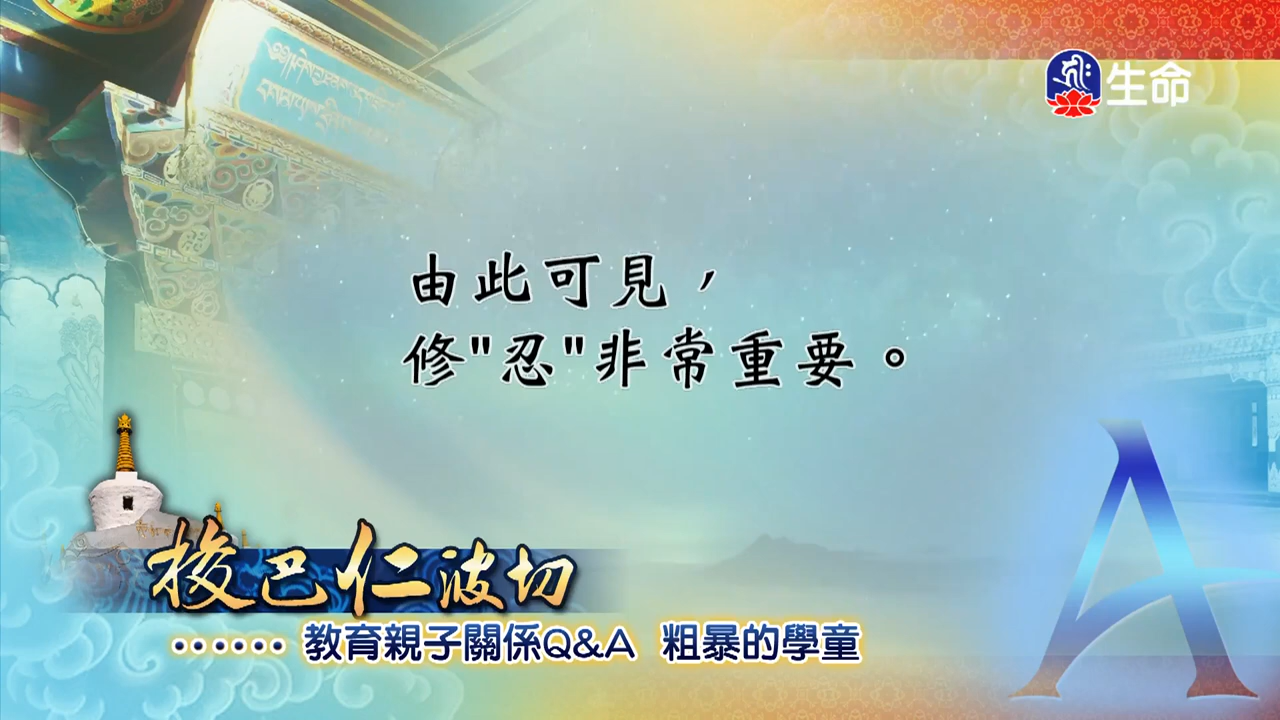 生命
由此可見，
修"忍"非常重要。
梭巴仁波切
…… 教育親子關係Q&A 粗暴的學童
A